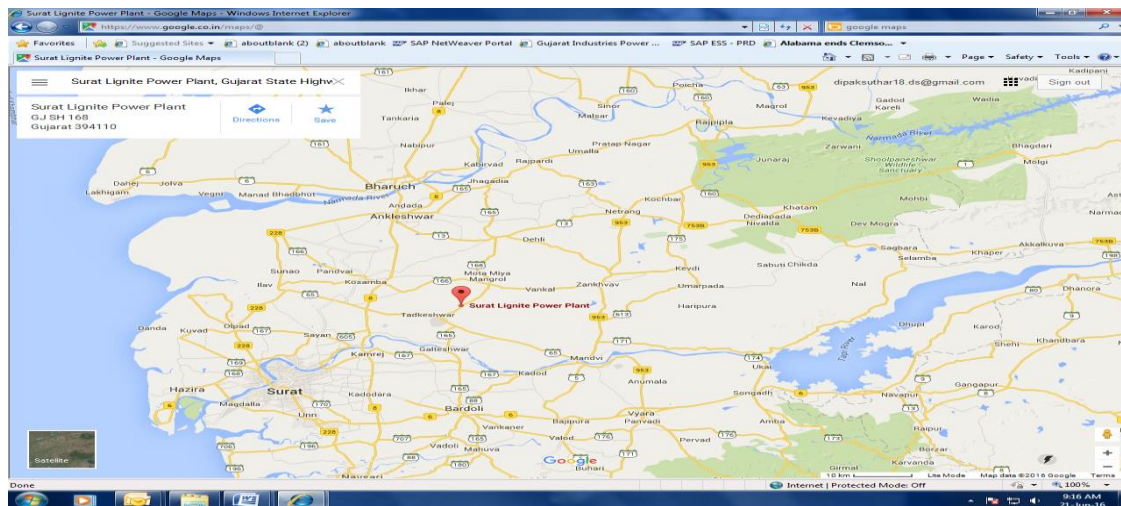 Surat Lignite Power Plant - Google Maps - Windows Internet Explorer
https://www.google.co.in/maps/@
google maps
Favorites Suggested Sites aboutblank (2) aboutblank SAP NetWeaver Portal Gujarat Industries Power ... SAP ESS - PRD Alabama ends Clemso...
Surat Lignite Power Plant - Google Maps
Page Safety Tools
Surat Lignite Power Plant, Gujarat State Highw
dipaksuthar18.ds@gmail.com
Sign out
Surat Lignite Power Plant
GJ SH 168
Gujarat 394110
Directions
Save
Kadipani
Ikhar
Poicha
Palej
Sinor
Magrol
Gadod
Kareli
Wadia
Tankaria
Malsar
Rajpipla
Kevadiya
Narmada River
Nabipur
Pratap Nagar
Umalla
Zarwani
Bhagdari
Kabirvad
Rajpardi
Junaraj
Shoolpaneshwar
Wildlife
Sanctuary
Molgi
Dahej
Jolva
Jhagadia
Lakhigam
Vegni
Manad Bhadbhut
Bharuch
Narmada River
Andada
Kochbar
Mohbi
Ankleshwar
Netrang
Khatam
Dediapada
Nivalda
Dev Mogra
Dehli
Sagbara
Akkalkuva
Selamba
Khaper
Sunao
Pandvai
Mota Miya
Mangrol
Kevdi
Sabuti Chikda
Ilav
Kosamba
Vankal
Zankhvav
Umarpada
Nal
Dhanora
Surat Lignite Power Plant
Haripura
Tadkeshwar
Danda
Kuvad
Olpad
Sayan
Dhupi
Karod
Shehi
Khandbara
Kamrej
Galteshwar
Mandvi
Tapi River
Ukai
Kadod
Hazira
Surat
Kadodara
Anumala
Songadh
Navapur
Gangapur
Magdalla
Bardoli
Unn
Vyara
Bajipura
Panvadi
Amba
Vankaner
Raipur
Vadoli
Mahuva
Valod
Pervad
Borzar
Satellite
Google
Buhari
Girmal
Karvanda
Navsari
10 km
Lite Mode
Map data ©2016 Google
Terms
Done
Internet | Protected Mode: Off
100%
9:16 AM
21-Jun-16